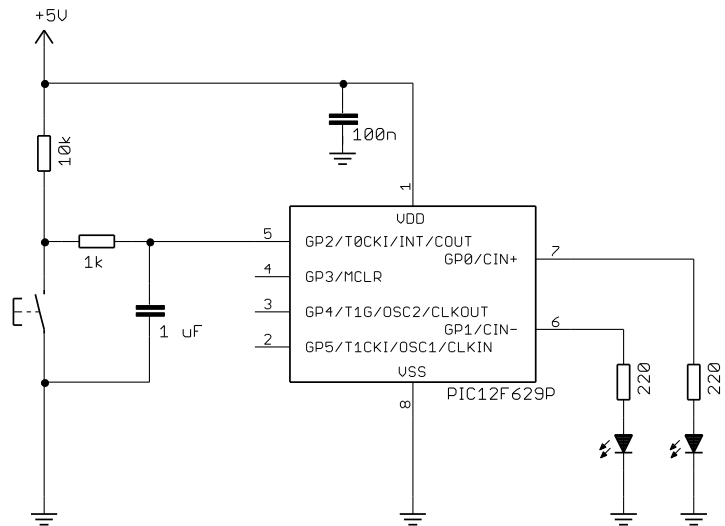 +5V
10k
100n
1
VDD
5
GP2/T0CKI/INT/COUT
GP0/CIN+
7
1k
4
GP3/MCLR
3
GP4/T1G/OSC2/CLKOUT
GP1/CIN-
6
1 uF
2
GP5/T1CKI/OSC1/CLKIN
VSS
8
PIC12F629P
220
220